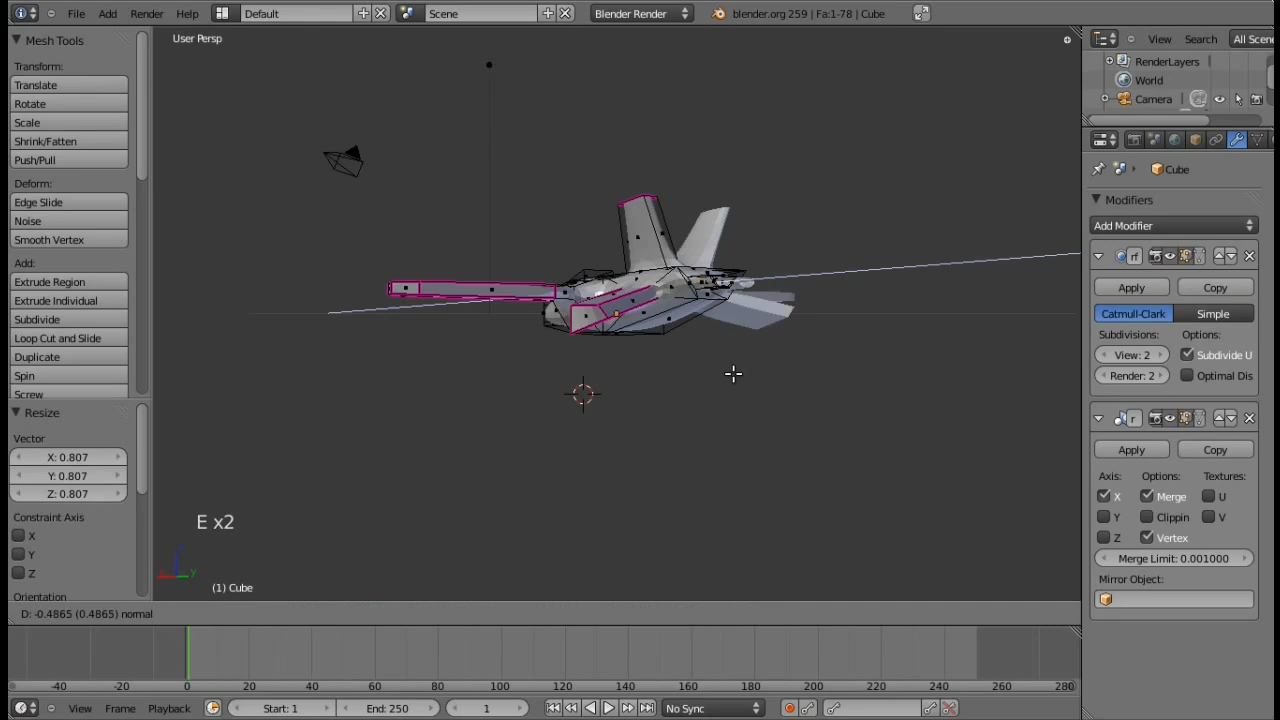 File Add Render Help Default Scene Blender Render blender.org 259 | Fa:1-78 | Cube
Mesh Tools
Transform:
Translate
Rotate
Scale
Shrink/Fatten
Push/Pull
Deform:
Edge Slide
Noise
Smooth Vertex
Add:
Extrude Region
Extrude Individual
Subdivide
Loop Cut and Slide
Duplicate
Spin
Screw
Resize
Vector
X: 0.807
Y: 0.807
Z: 0.807
Constraint Axis
X
Y
Z
Orientation
User Persp
E x2
x y z
(1) Cube
D: -0.4865 (0.4865) normal
View Search All Scene
RenderLayers
World
Camera
Cube
Modifiers
Add Modifier
rf
Apply Copy
Catmull-Clark Simple
Subdivisions: Options:
View: 2 Subdivide U
Render: 2 Optimal Dis
r
Apply Copy
Axis: Options: Textures:
X Merge U
Y Clippin V
Z Vertex
Merge Limit: 0.001000
Mirror Object:
-40 -20 0 20 40 60 80 100 120 140 160 180 200 220 240 260 280
View Frame Playback Start: 1 End: 250 1 No Sync